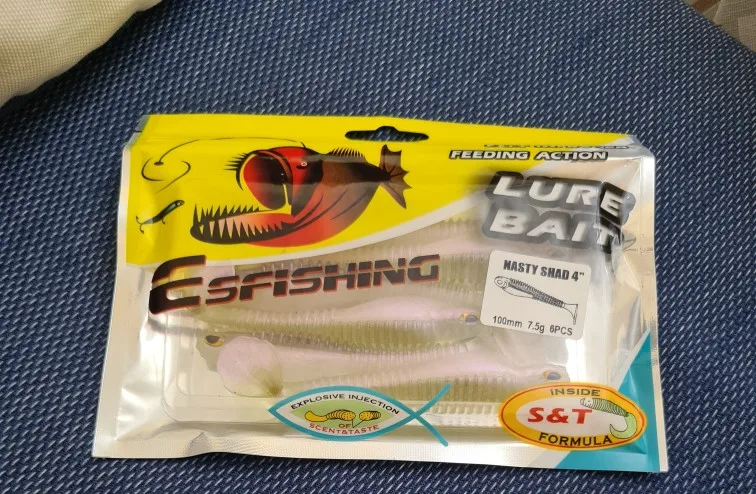 FEEDING ACTION
LURE
BAIT
ESFISHING
NASTY SHAD 4"
100mm 7.5g 6PCS
EXPLOSIVE INJECTION
OF
SCENT&TASTE
INSIDE
S&T
FORMULA